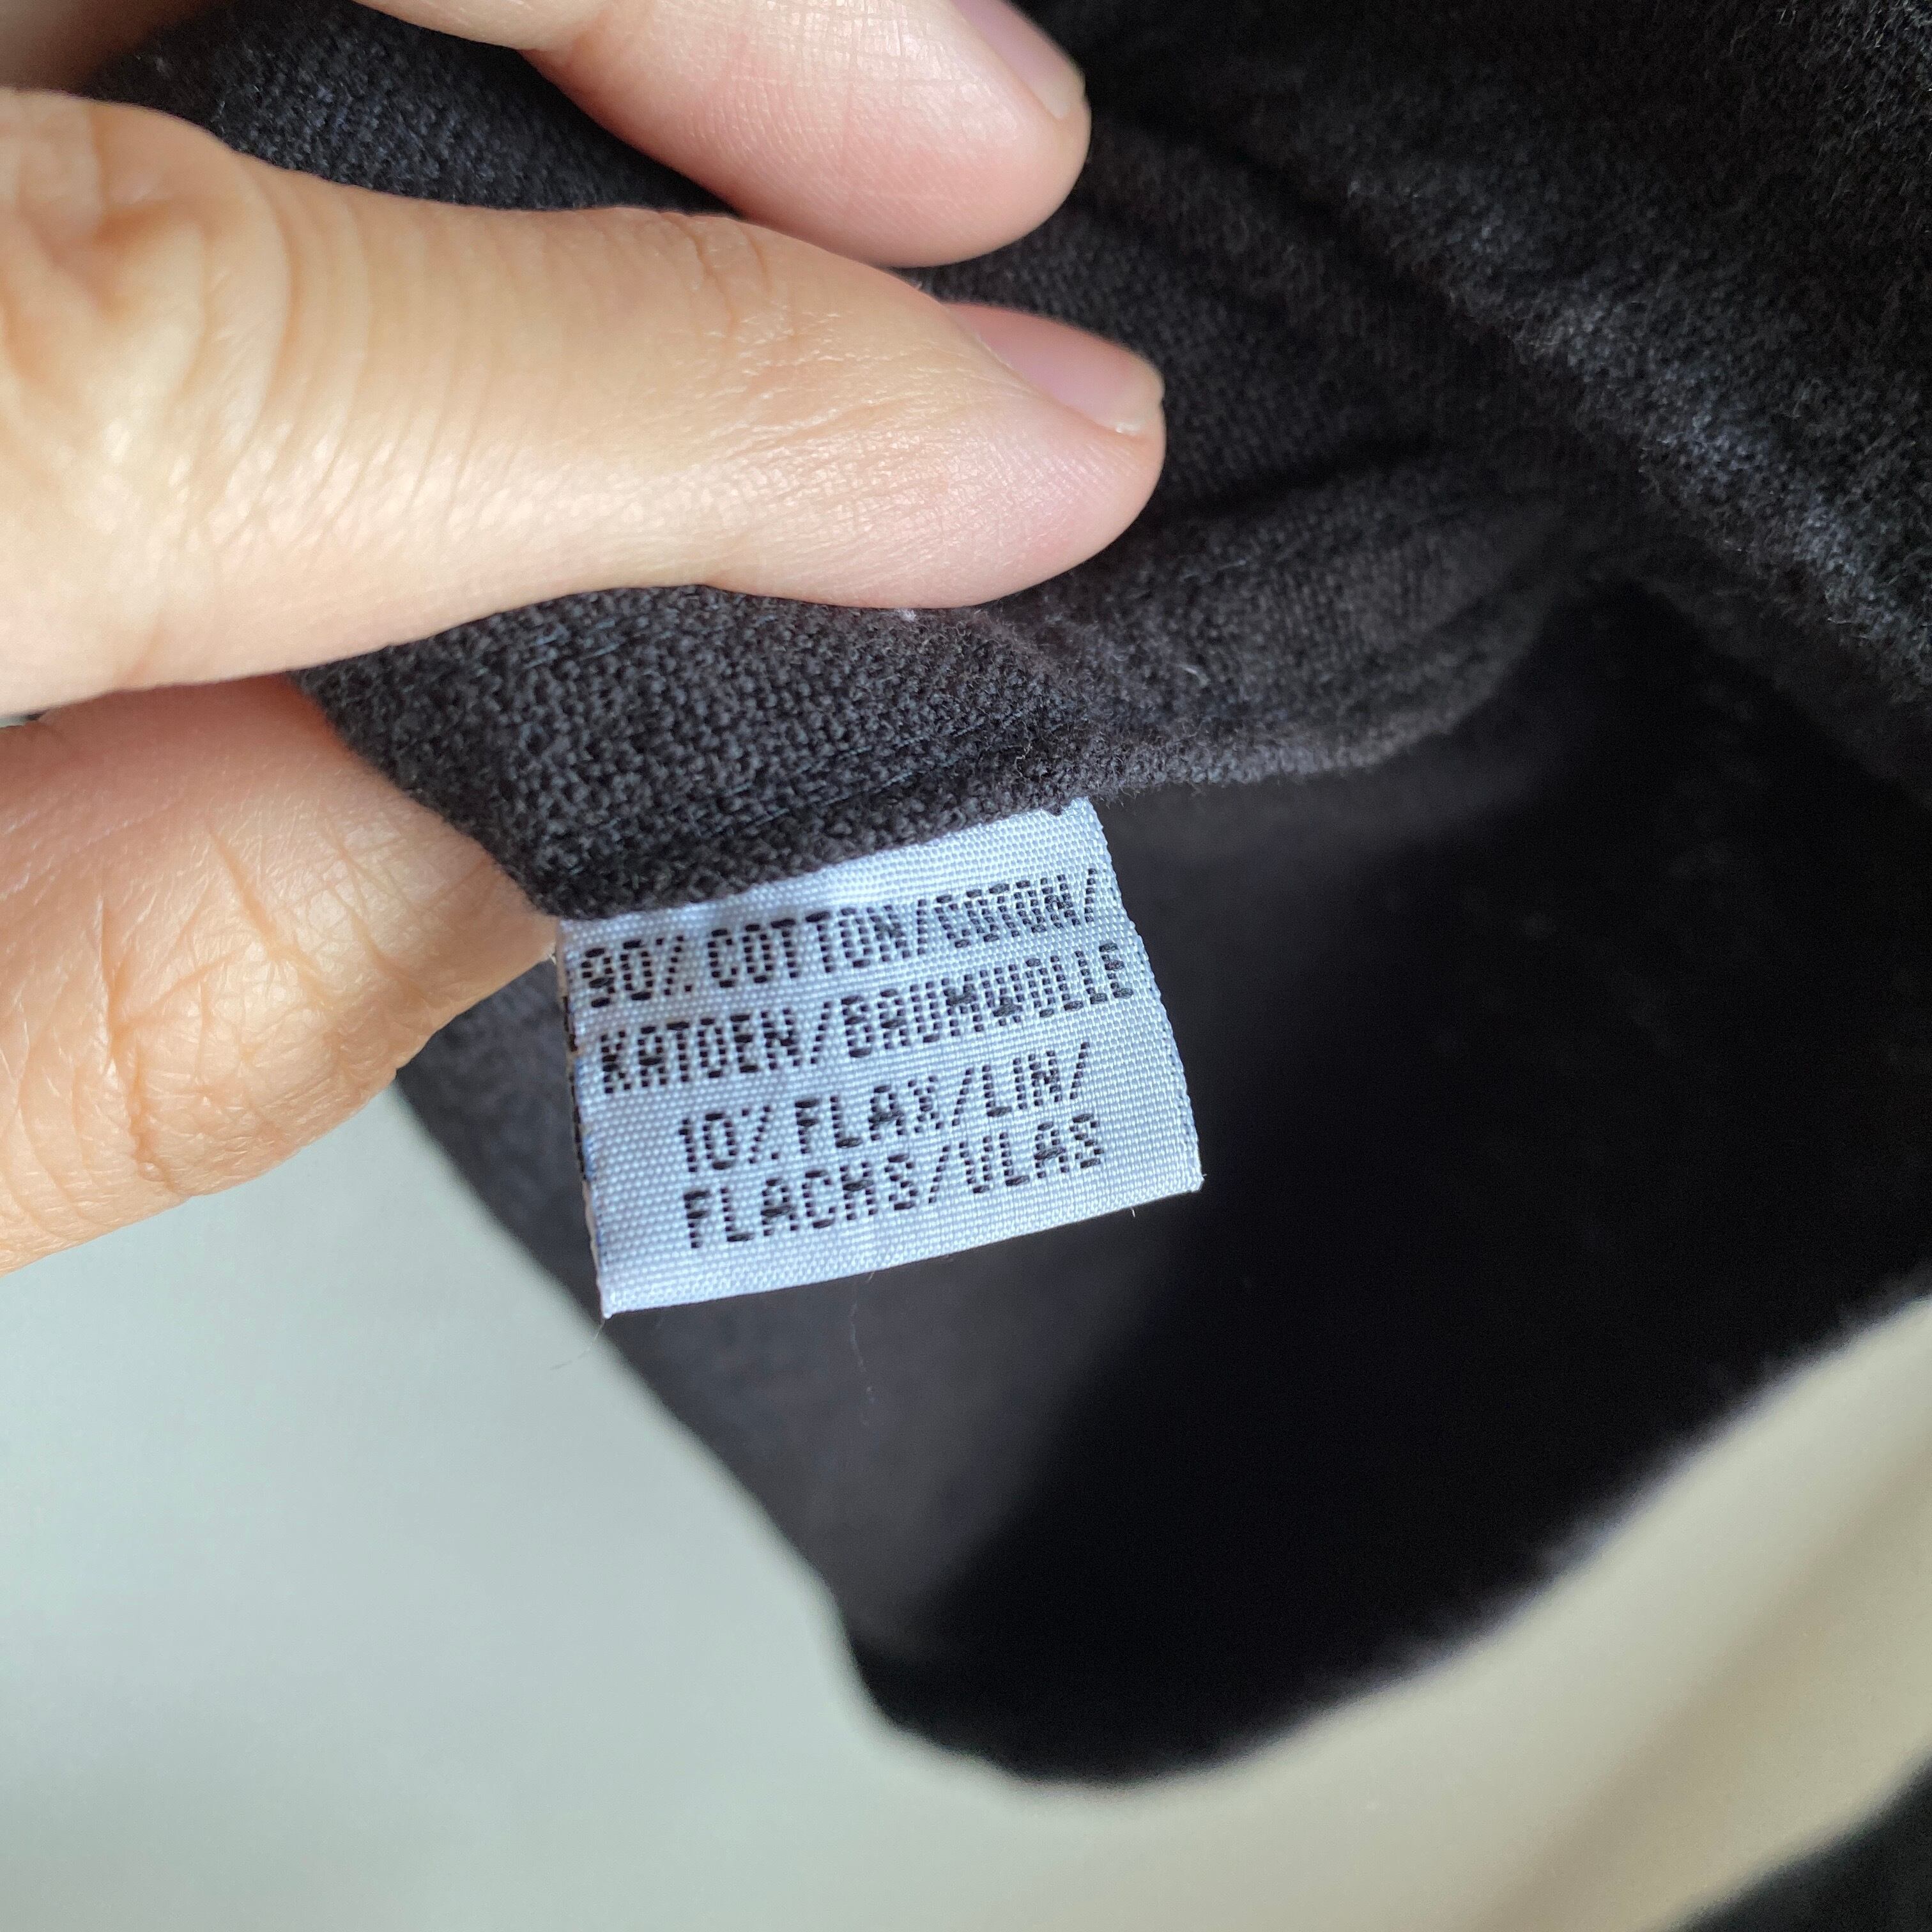 90% COTTON/COTON/
KATOEN/BAUMWOLLE
10% FLAX/LIN/
FLACHS/VLAS